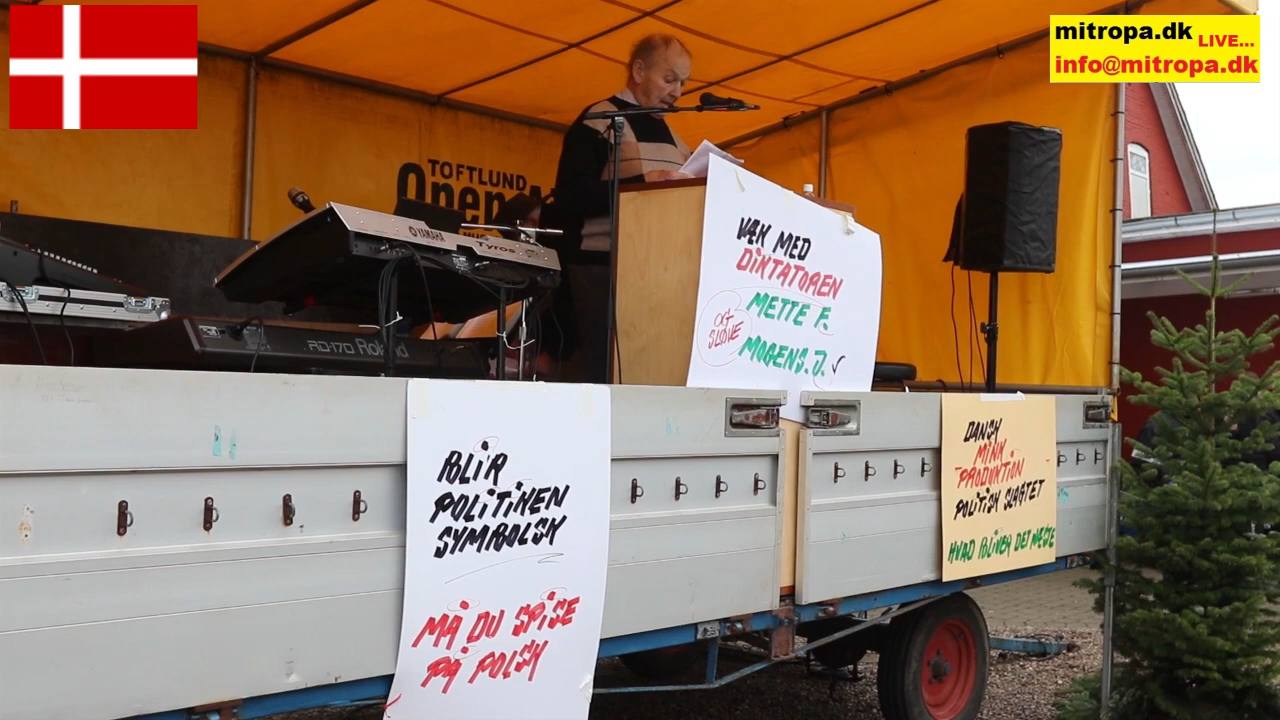 mitropa.dk LIVE...
info@mitropa.dk
TOFTLUND
YAMAHA
Tyros
RD-170 Roland
VÆK MED
DIKTATOREN
METTE F.
OG
SLØVE
MOGENS. J.
BLIR
POLITIKEN
SYMBOLSK
MÅ DU SPISE
PÅ POLSK
DANSK
MINK
PRODUKTION
POLITISK SLAGTET
HVAD BLIVER DET NÆSTE